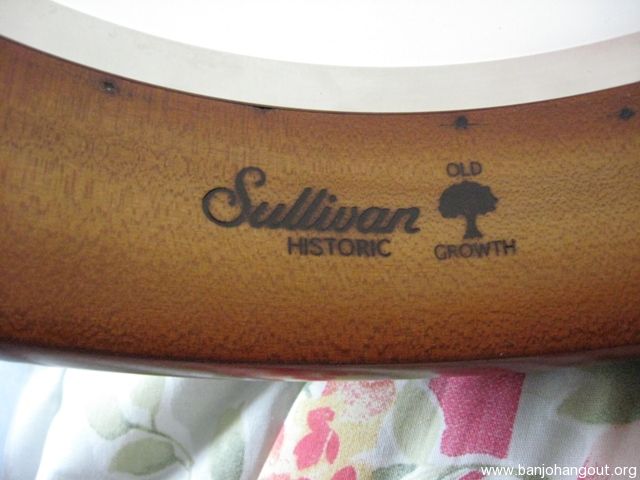 Sullivan
HISTORIC
OLD
GROWTH
www.banjohangout.org